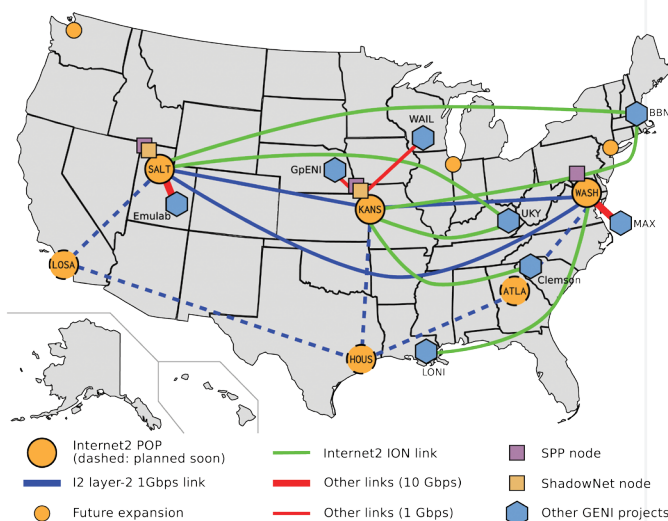 BBN
WAIL
GpENI
SALT
WASH
Emulab
KANS
UKY
MAX
LOSA
Clemson
ATLA
HOUS
LONI
Internet2 POP
(dashed: planned soon)
Internet2 ION link
SPP node
I2 layer-2 1Gbps link
Other links (10 Gbps)
ShadowNet node
Future expansion
Other links (1 Gbps)
Other GENI projects